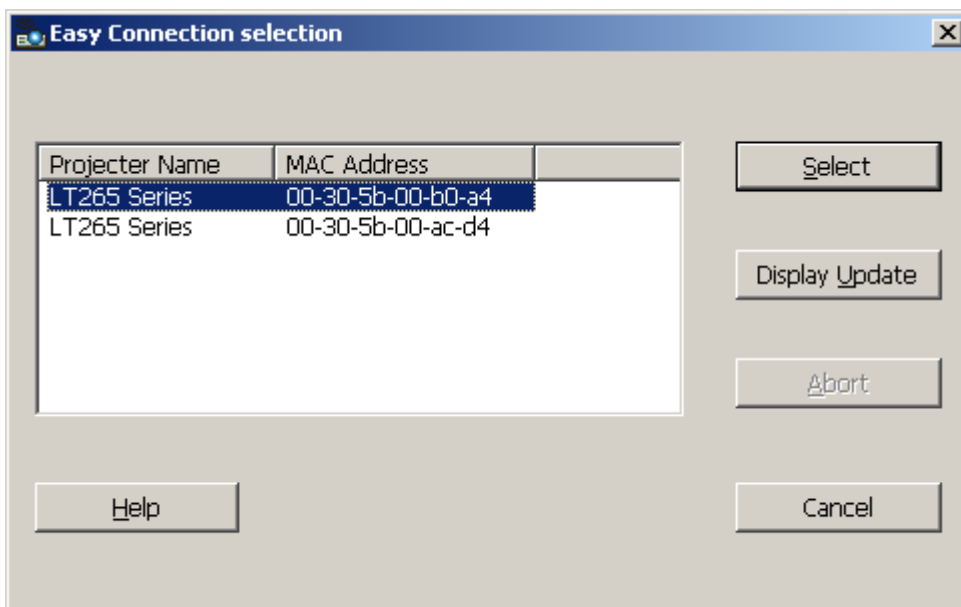 Easy Connection selection
Projecter Name MAC Address
LT265 Series 00-30-5b-00-b0-a4
LT265 Series 00-30-5b-00-ac-d4
Select
Display Update
Abort
Help
Cancel